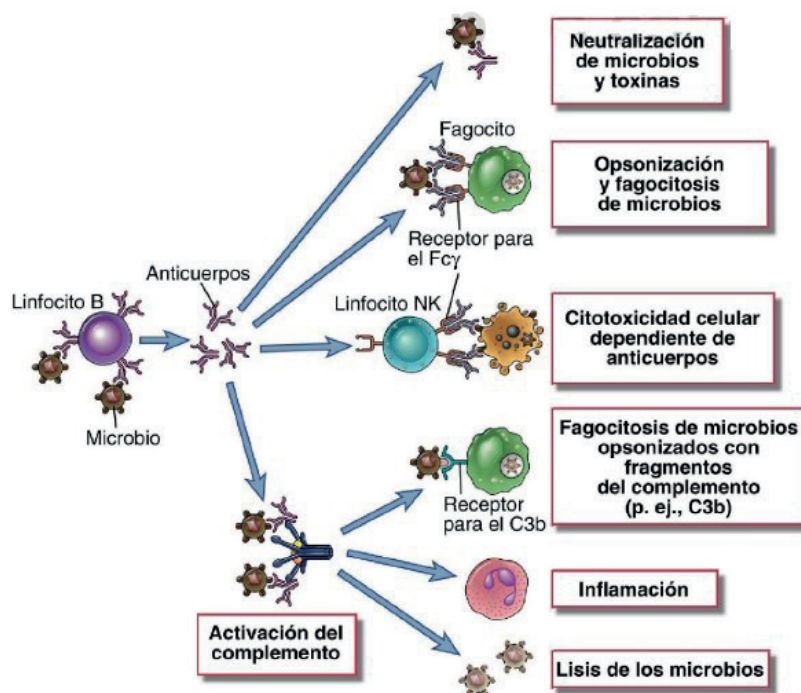 Neutralización
de microbios
y toxinas
Fagocito
Opsonización
y fagocitosis
de microbios
Receptor para
el Fcγ
Anticuerpos
Linfocito B
Linfocito NK
Citotoxicidad celular
dependiente de
anticuerpos
Microbio
Fagocitosis de microbios
opsonizados con
fragmentos
del complemento
(p. ej., C3b)
Receptor
para el C3b
Inflamación
Activación del
complemento
Lisis de los microbios